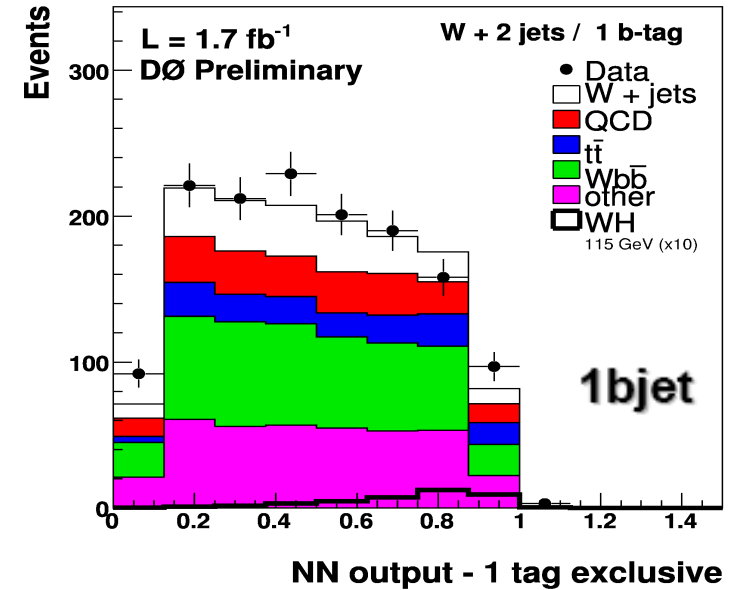 Events
L = 1.7 fb⁻¹
DØ Preliminary
W + 2 jets / 1 b-tag
Data
W + jets
QCD
tt̄
Wbb̄
other
WH
115 GeV (x10)
1bjet
300
200
100
0
0 0.2 0.4 0.6 0.8 1 1.2 1.4
NN output - 1 tag exclusive